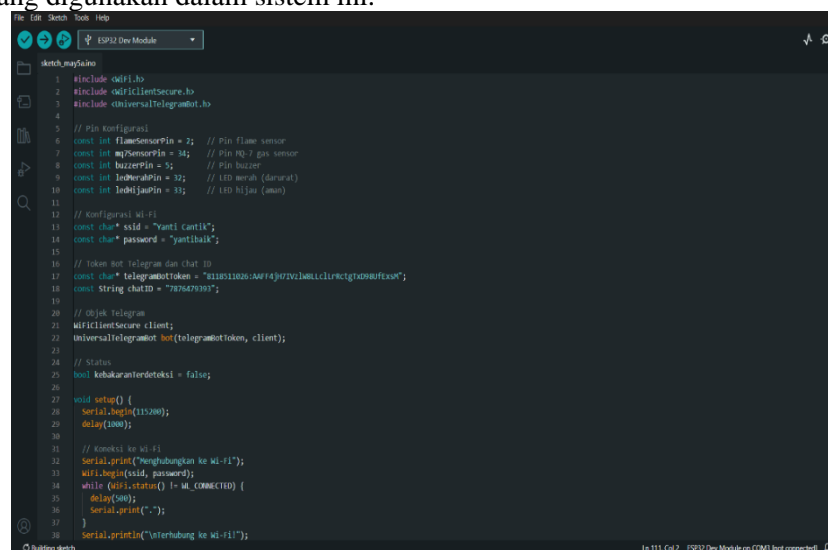 ang digunakan dalam sistem ini.
File Edit Sketch Tools Help
ESP32 Dev Module
sketch_may5a.ino
1 #include <WiFi.h>
2 #include <WiFiClientSecure.h>
3 #include <UniversalTelegramBot.h>
4
5 // Pin Konfigurasi
6 const int flameSensorPin = 2; // Pin flame sensor
7 const int mq7SensorPin = 34; // Pin MQ-7 gas sensor
8 const int buzzerPin = 5; // Pin buzzer
9 const int ledMerahPin = 32; // LED merah (darurat)
10 const int ledHijauPin = 33; // LED hijau (aman)
11
12 // Konfigurasi Wi-Fi
13 const char* ssid = "Yanti Cantik";
14 const char* password = "yantibaik";
15
16 // Token Bot Telegram dan Chat ID
17 const char* telegramBotToken = "";
18 const String chatID = "7876479393";
19
20 // Objek Telegram
21 WiFiClientSecure client;
22 UniversalTelegramBot bot(telegramBotToken, client);
23
24 // Status
25 bool kebakaranTerdeteksi = false;
26
27 void setup() {
28 Serial.begin(115200);
29 delay(1000);
30
31 // Koneksi ke Wi-Fi
32 Serial.print("Menghubungkan ke Wi-Fi");
33 WiFi.begin(ssid, password);
34 while (WiFi.status() != WL_CONNECTED) {
35 delay(500);
36 Serial.print(".");
37 }
38 Serial.println("\nTerhubung ke Wi-Fi!");
Building sketch
Ln 111, Col 2 ESP32 Dev Module on COM3 [not connected]